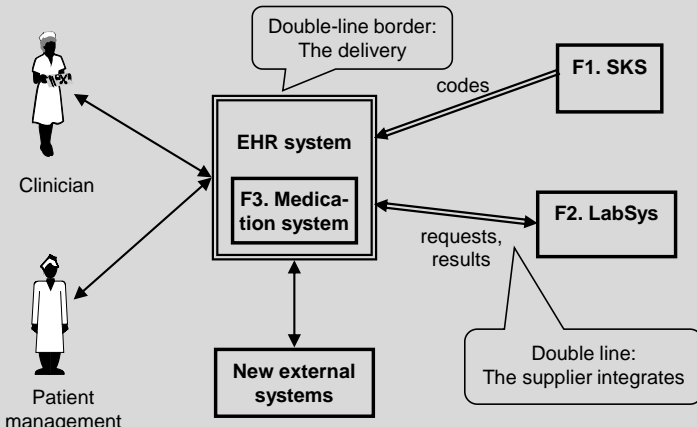 Double-line border:
The delivery
F1. SKS
codes
EHR system
Clinician
F3. Medica-
tion system
F2. LabSys
requests,
results
Double line:
The supplier integrates
New external
systems
Patient
management